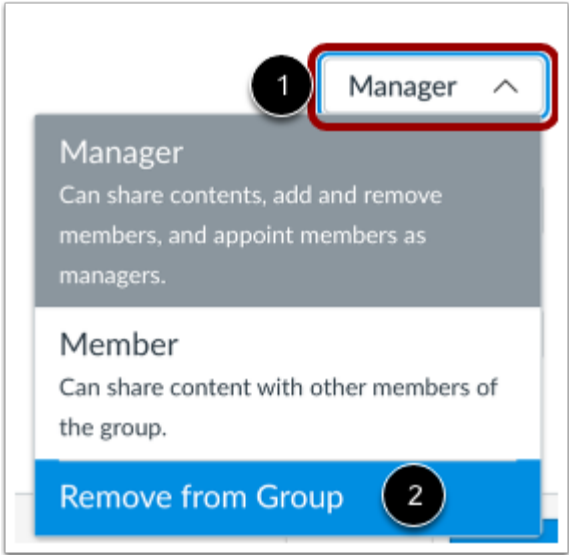 1
Manager
Manager
Can share contents, add and remove
members, and appoint members as
managers.
Member
Can share content with other members of
the group.
Remove from Group
2